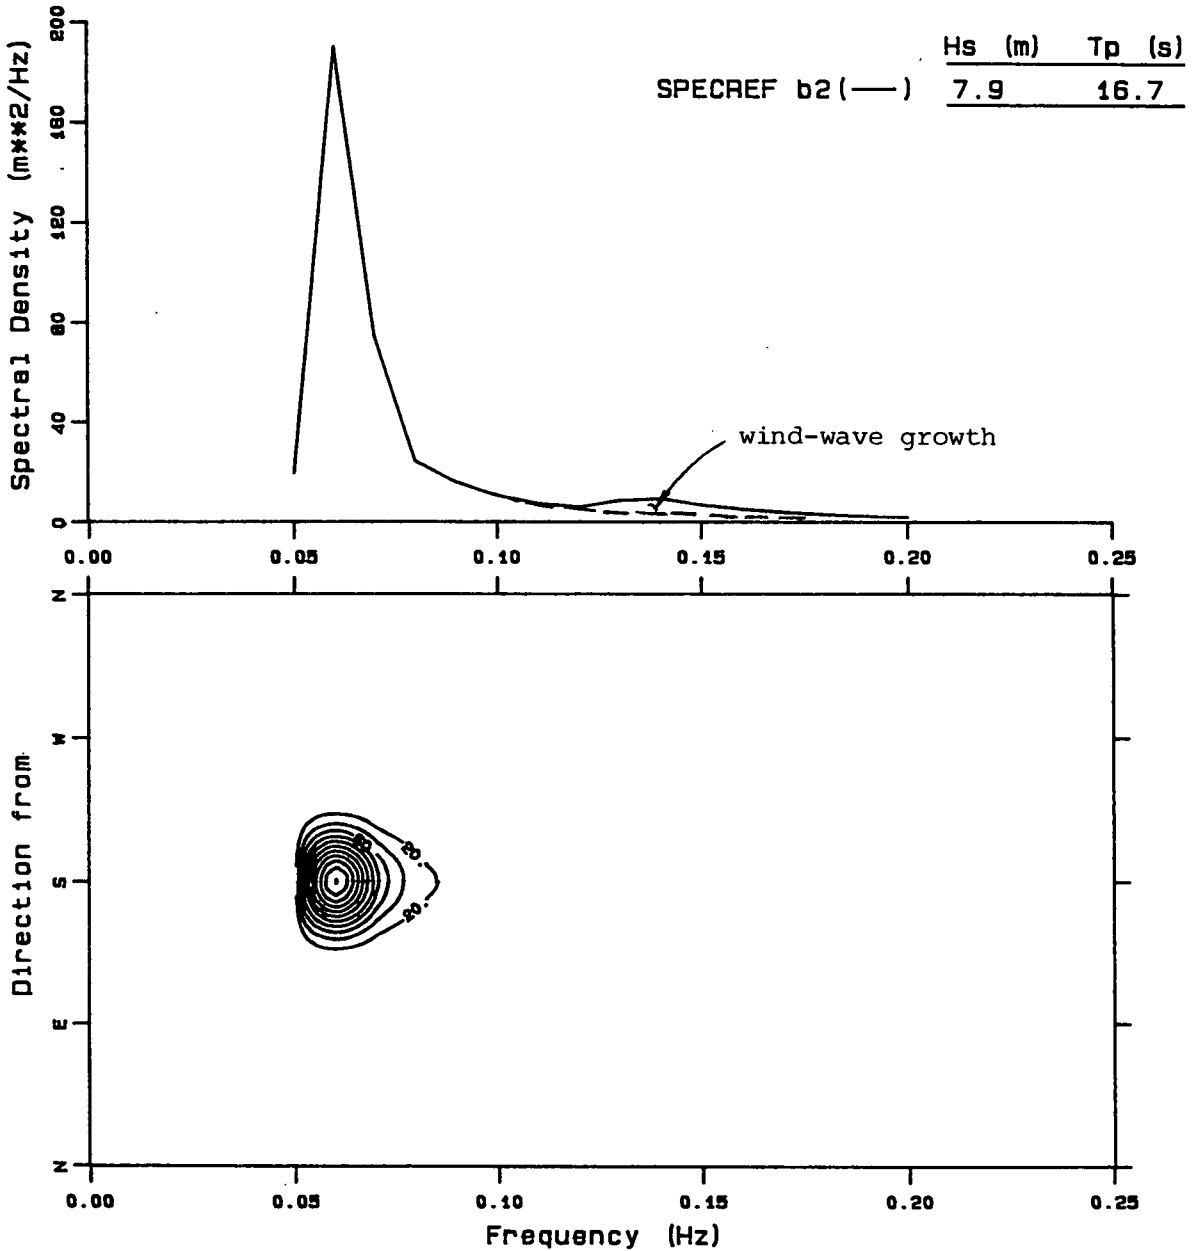 Hs (m) Tp (s)
SPECREF b2(——) 7.9 16.7
Spectral Density (m**2/Hz)
200
160
120
80
40
0
wind-wave growth
0.00 0.05 0.10 0.15 0.20 0.25
Direction from
N
W
S
E
N
20.
20.
0.00 0.05 0.10 0.15 0.20 0.25
Frequency (Hz)